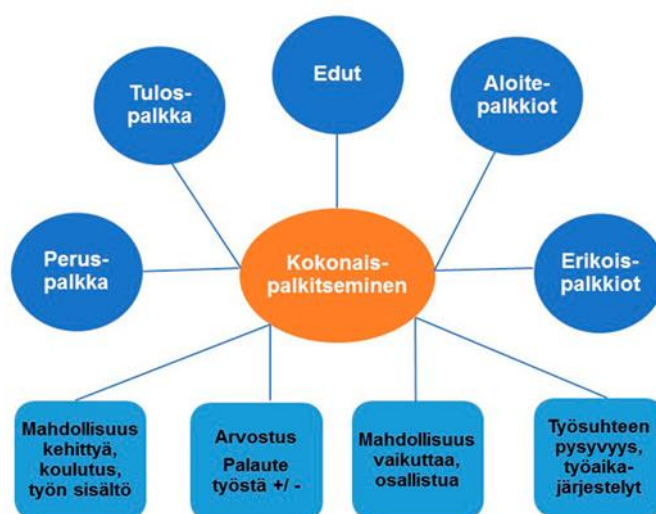 Edut
Tulos-
palkka
Aloite-
palkkiot
Perus-
palkka
Kokonais-
palkitseminen
Erikois-
palkkiot
Mahdollisuus
kehittyä,
koulutus,
työn sisältö
Arvostus
Palaute
työstä +/ -
Mahdollisuus
vaikuttaa,
osallistua
Työsuhteen
pysyvyys,
työaika-
järjestelyt